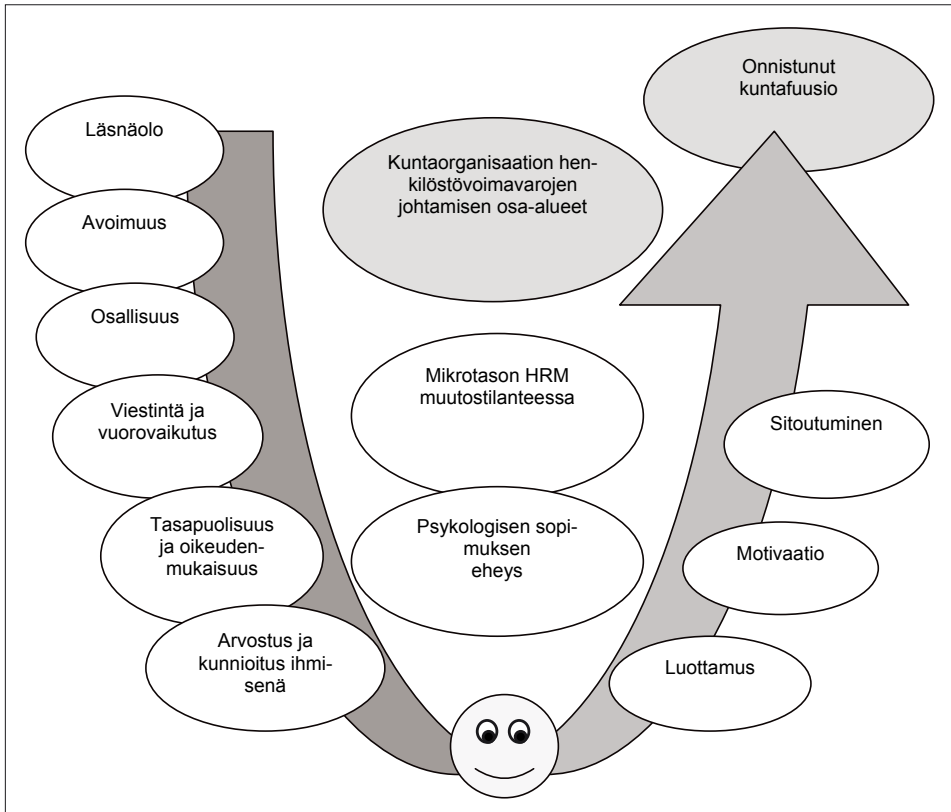 Läsnäolo
Avoimuus
Osallisuus
Viestintä ja
vuorovaikutus
Tasapuolisuus
ja oikeuden-
mukaisuus
Arvostus ja
kunnioitus ihmi-
senä
Kuntaorganisaation hen-
kilöstövoimavarojen
johtamisen osa-alueet
Mikrotason HRM
muutostilanteessa
Psykologisen sopi-
muksen
eheys
Onnistunut
kuntafuusio
Sitoutuminen
Motivaatio
Luottamus